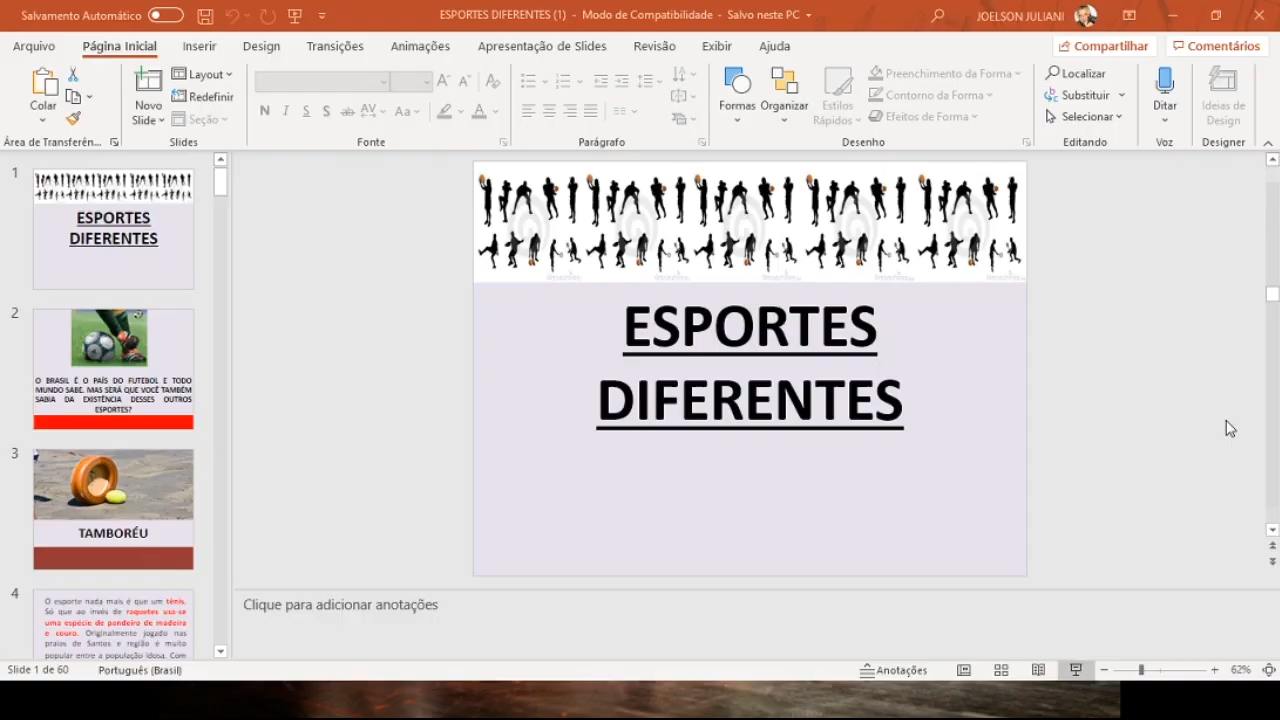 Salvamento Automático
ESPORTES DIFERENTES (1) - Modo de Compatibilidade - Salvo neste PC
JOELSON JULIANI
Arquivo Página Inicial Inserir Design Transições Animações Apresentação de Slides Revisão Exibir Ajuda
Compartilhar Comentários
Colar
Novo
Slide
Layout
Redefinir
Seção
N I S S ab AV Aa A
Formas
Organizar
Estilos
Rápidos
Preenchimento da Forma
Contorno da Forma
Efeitos de Forma
Localizar
Substituir
Selecionar
Ditar
Ideias de
Design
Área de Transferên... Slides Fonte Parágrafo Desenho Editando Voz Designer
1
ESPORTES
DIFERENTES
2
O BRASIL É O PAÍS DO FUTEBOL E TODO
MUNDO SABE. MAS SERÁ QUE VOCÊ TAMBÉM
SABIA DA EXISTÊNCIA DESSES OUTROS
ESPORTES?
3
TAMBORÉU
4
O esporte nada mais é que um tênis.
Só que ao invés de raquetes usa-se
uma espécie de pandeiro de madeira
e couro. Originalmente jogado nas
praias de Santos e região é muito
popular entre a população idosa. Com
ESPORTES
DIFERENTES
Clique para adicionar anotações
Slide 1 de 60 Português (Brasil)
Anotações
62%